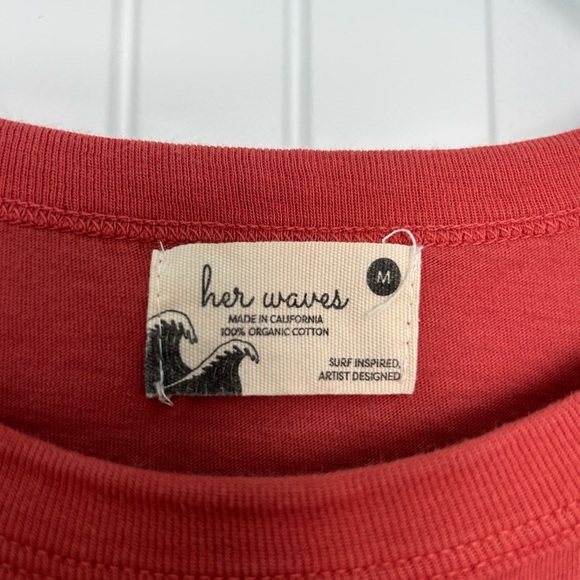 her waves
M
MADE IN CALIFORNIA
100% ORGANIC COTTON
SURF INSPIRED,
ARTIST DESIGNED